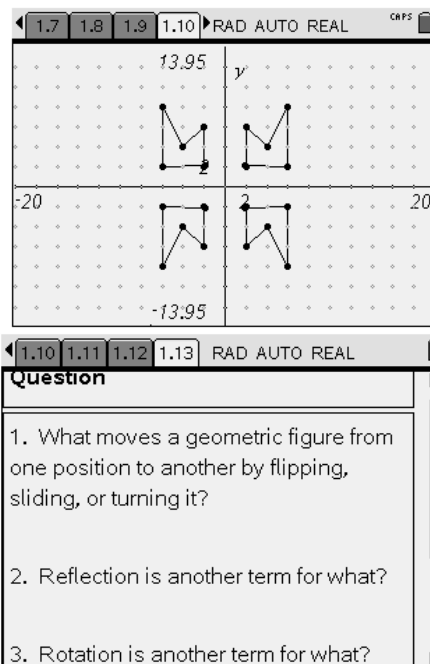 1.7 1.8 1.9 1.10 RAD AUTO REAL CAPS
13.95 y
2
-20 2 20
-13.95
1.10 1.11 1.12 1.13 RAD AUTO REAL
Question
1. What moves a geometric figure from
one position to another by flipping,
sliding, or turning it?
2. Reflection is another term for what?
3. Rotation is another term for what?